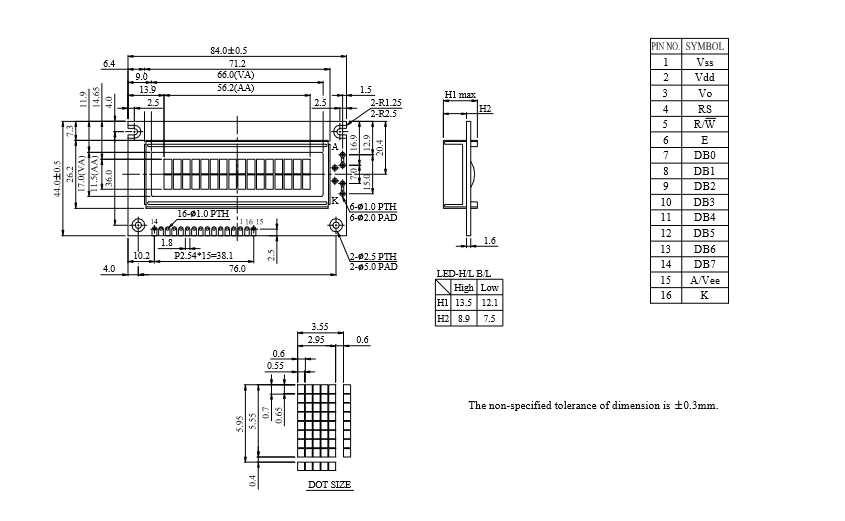 84.0±0.5
6.4
71.2
9.0
66.0(VA)
13.9
56.2(AA)
1.5
2.5
2.5
11.9
14.65
4.0
2-R1.25
2-R2.5
7.3
A
16.9
12.9
20.4
44.0±0.5
26.2
17.0(VA)
11.5(AA)
36.0
7.0
15.0
K
14
16-ø1.0 PTH
1 16 15
6-ø1.0 PTH
6-ø2.0 PAD
1.8
2.5
10.2
P2.54*15=38.1
2-ø2.5 PTH
2-ø5.0 PAD
4.0
76.0
H1 max
H2
1.6
LED-H/L B/L
High Low
H1 13.5 12.1
H2 8.9 7.5
PIN NO. SYMBOL
1 Vss
2 Vdd
3 Vo
4 RS
5 R/W̅
6 E
7 DB0
8 DB1
9 DB2
10 DB3
11 DB4
12 DB5
13 DB6
14 DB7
15 A/Vee
16 K
3.55
2.95
0.6
0.6
0.55
0.7
0.65
5.95
5.55
0.4
DOT SIZE
The non-specified tolerance of dimension is ±0.3mm.